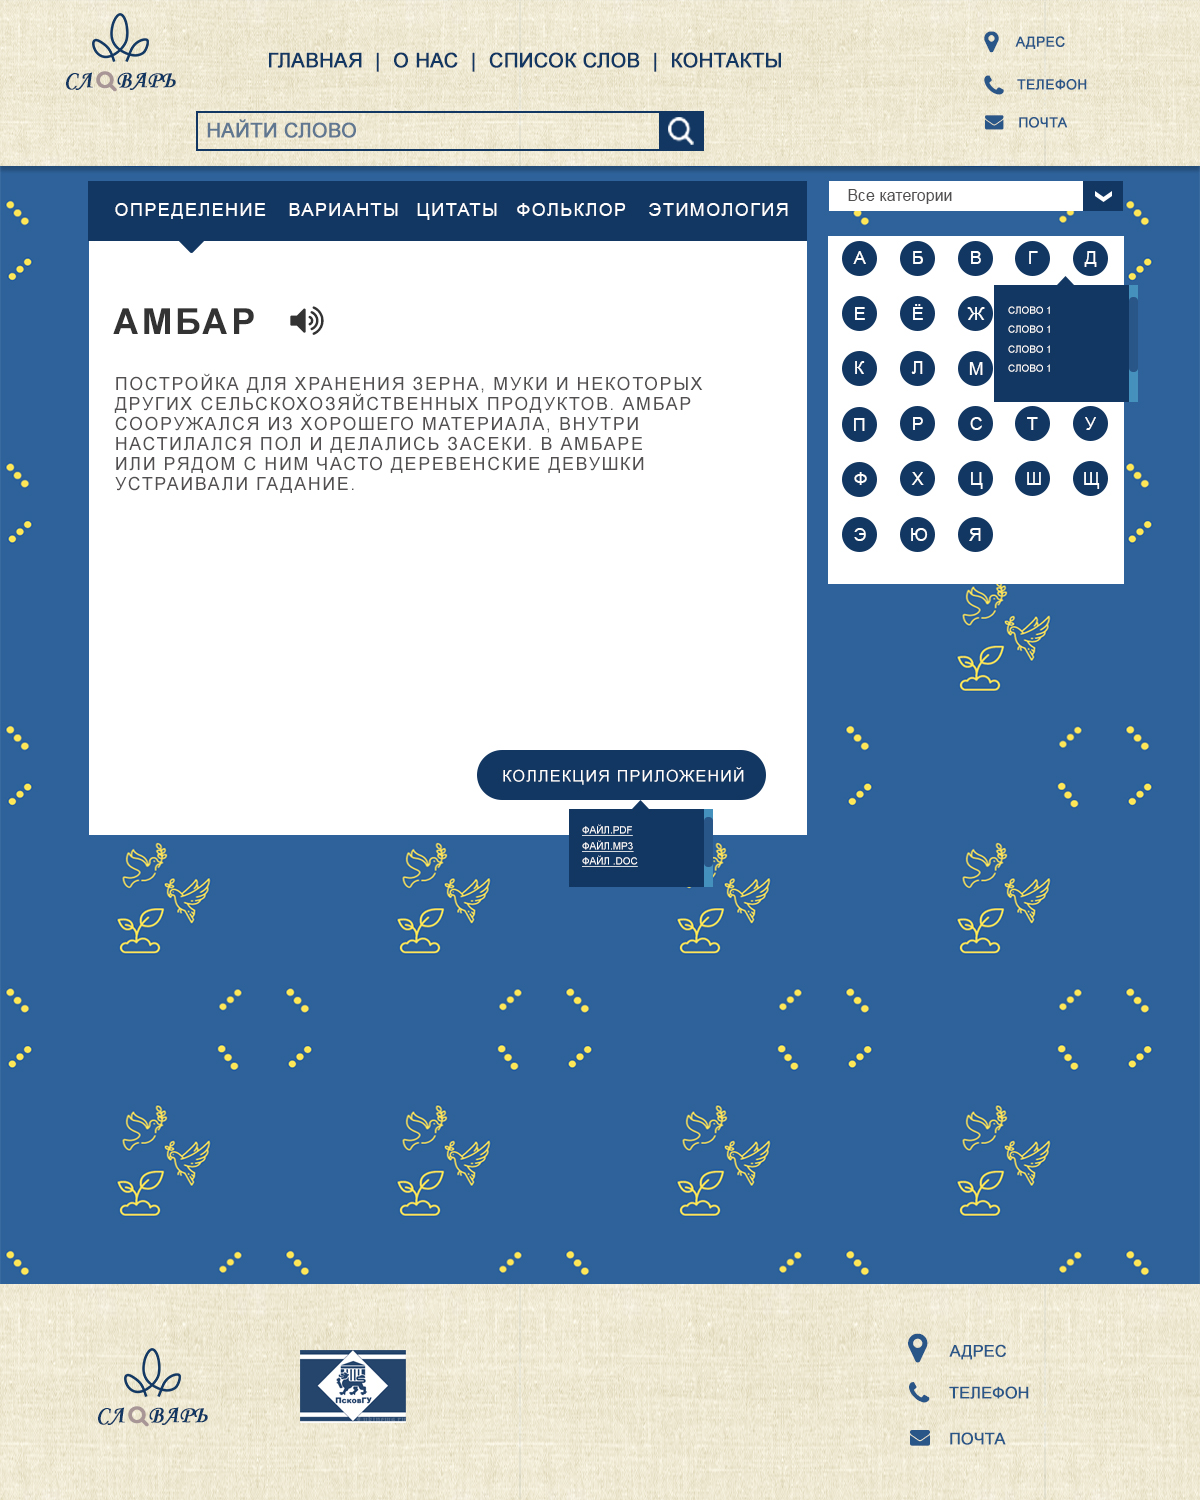 СЛОВАРЬ
ГЛАВНАЯ | О НАС | СПИСОК СЛОВ | КОНТАКТЫ
АДРЕС
ТЕЛЕФОН
ПОЧТА
НАЙТИ СЛОВО
ОПРЕДЕЛЕНИЕ ВАРИАНТЫ ЦИТАТЫ ФОЛЬКЛОР ЭТИМОЛОГИЯ
АМБАР
ПОСТРОЙКА ДЛЯ ХРАНЕНИЯ ЗЕРНА, МУКИ И НЕКОТОРЫХ
ДРУГИХ СЕЛЬСКОХОЗЯЙСТВЕННЫХ ПРОДУКТОВ. АМБАР
СООРУЖАЛСЯ ИЗ ХОРОШЕГО МАТЕРИАЛА, ВНУТРИ
НАСТИЛАЛСЯ ПОЛ И ДЕЛАЛИСЬ ЗАСЕКИ. В АМБАРЕ
ИЛИ РЯДОМ С НИМ ЧАСТО ДЕРЕВЕНСКИЕ ДЕВУШКИ
УСТРАИВАЛИ ГАДАНИЕ.
КОЛЛЕКЦИЯ ПРИЛОЖЕНИЙ
ФАЙЛ.PDF
ФАЙЛ.MP3
ФАЙЛ .DOC
Все категории
А Б В Г Д
Е Ё Ж
СЛОВО 1
СЛОВО 1
СЛОВО 1
СЛОВО 1
К Л М
П Р С Т У
Ф Х Ц Ш Щ
Э Ю Я
СЛОВАРЬ
ПсковГУ
АДРЕС
ТЕЛЕФОН
ПОЧТА